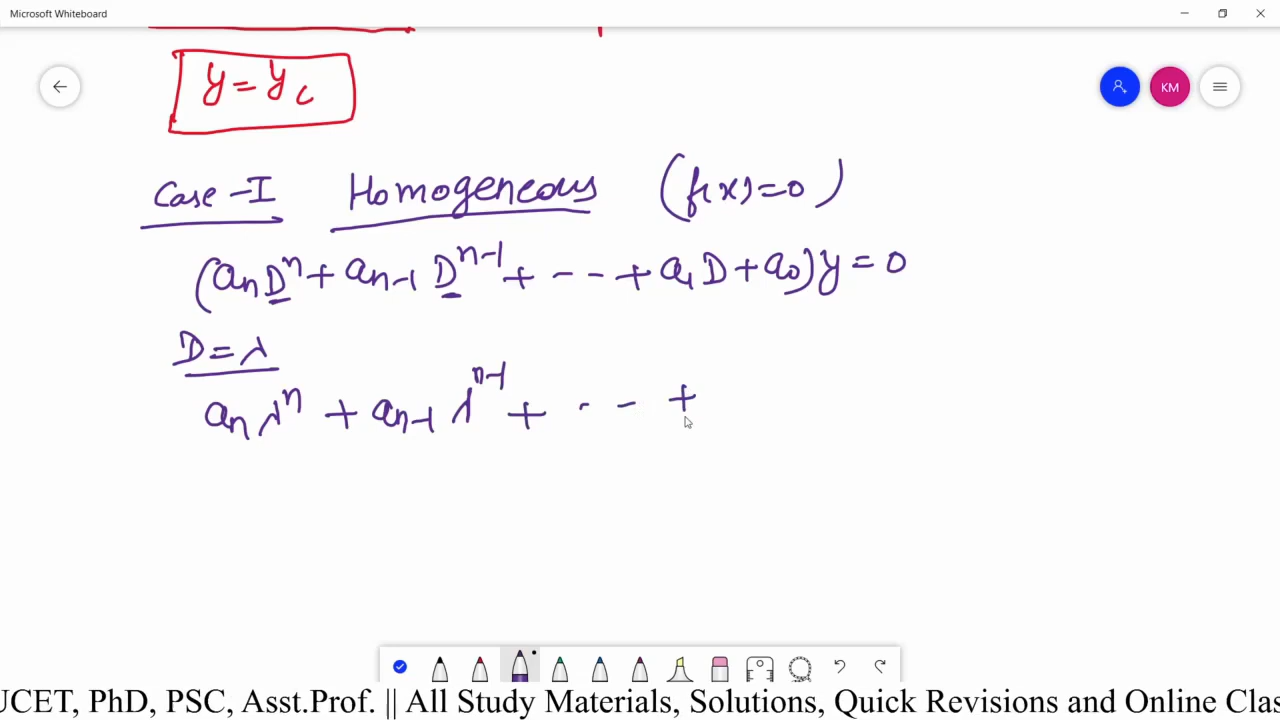 Microsoft Whiteboard
y = y_c
KM
Case - I Homogeneous (f(x) = 0)
(a_n D^n + a_{n-1} D^{n-1} + - - - + a_1 D + a_0) y = 0
D = λ
a_n λ^n + a_{n-1} λ^{n-1} + - - +
UCET, PhD, PSC, Asst.Prof. || All Study Materials, Solutions, Quick Revisions and Online Clas